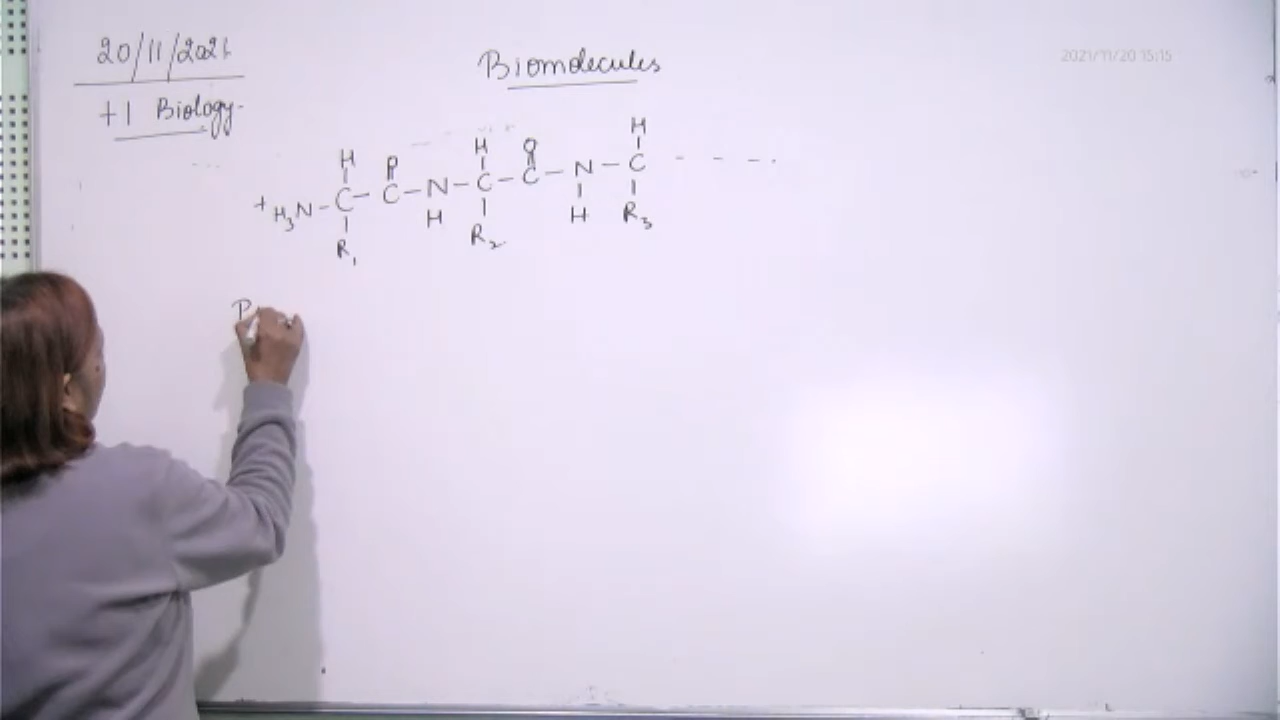 20/11/2021
+1 Biology
Biomolecules
2021/11/20 15:15
H H O H
+H3N-C-C-N-C-C-N-C - - - -
R1 H R2 H R3
P